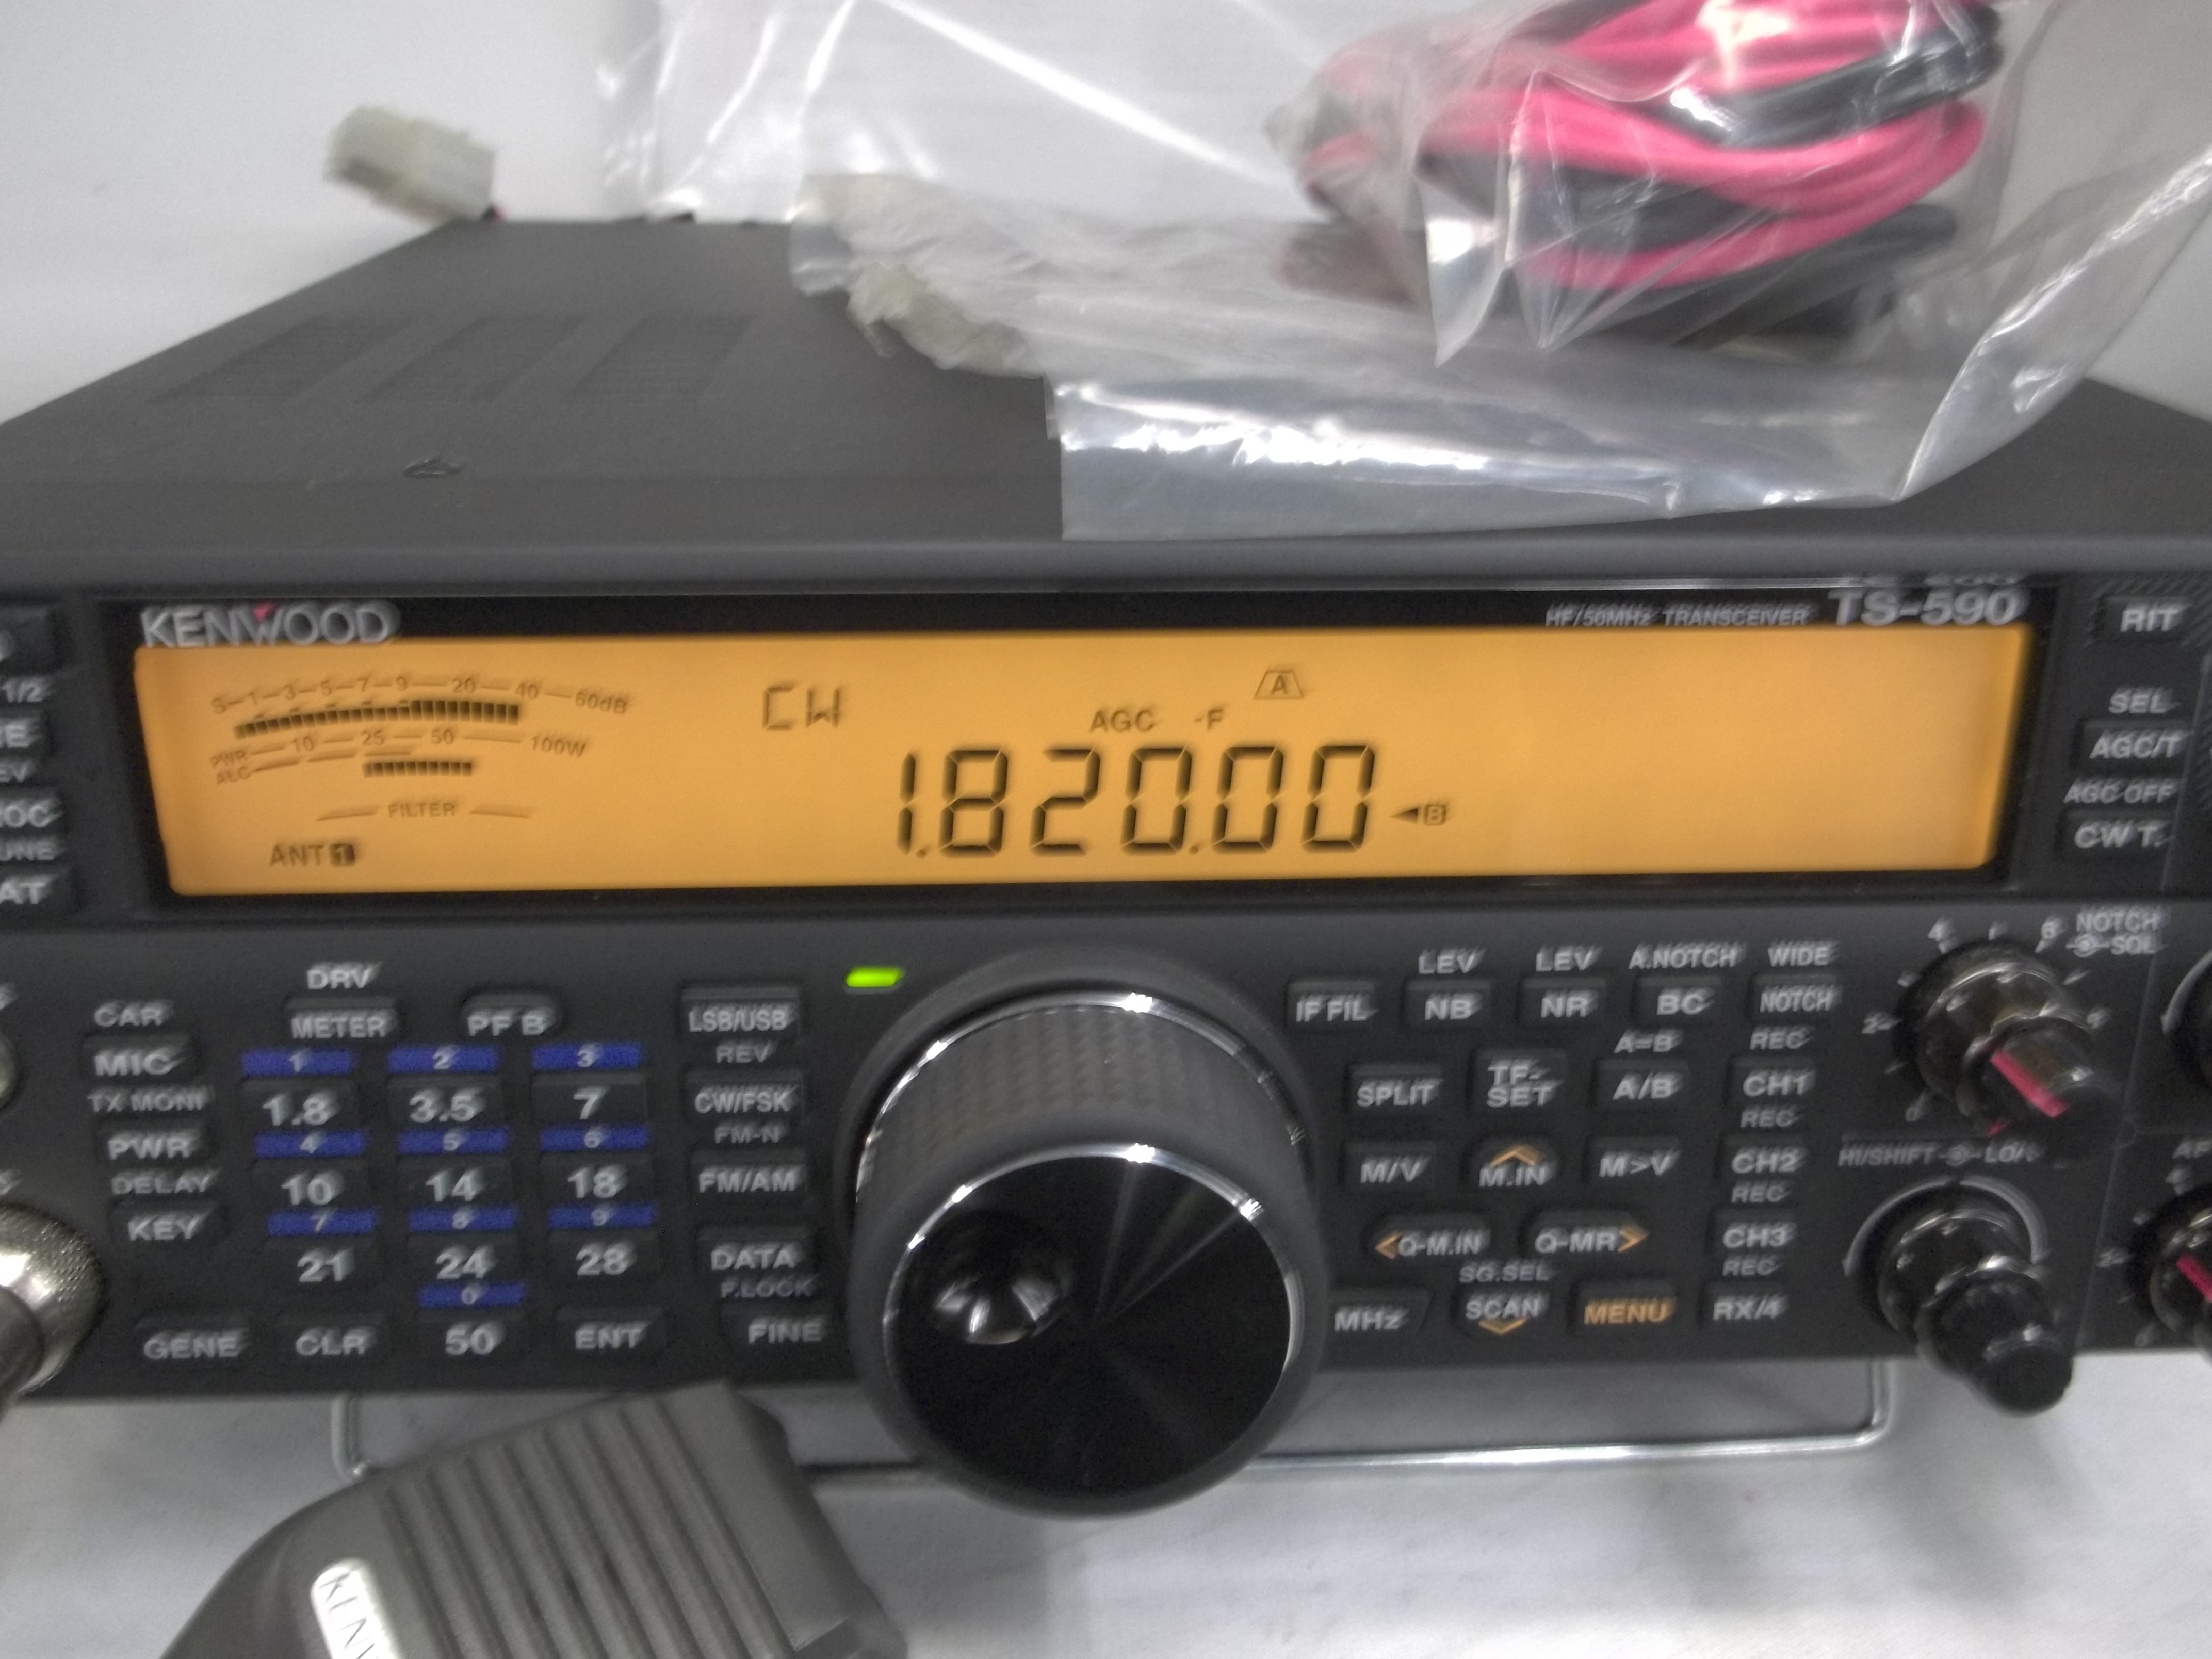 KENWOOD
HF/50MHz TRANSCEIVER TS-590
S 1 3 5 7 9 20 40 60dB
PWR 10 25 50 100W
ALC
FILTER
ANT 1
CW
AGC -F
A
1.820.00
B
1/2
AT
RIT
SEL
AGC/T
AGC OFF
CW T.
DRV
CAR
METER
PF B
MIC
1 2 3
TX MONI
1.8 3.5 7
PWR
4 5 6
DELAY
10 14 18
KEY
7 8 9
21 24 28
0
GENE CLR 50 ENT
LSB/USB
REV
CW/FSK
FM-N
FM/AM
DATA
F.LOCK
FINE
LEV LEV A.NOTCH WIDE
IF FIL NB NR BC NOTCH
A=B REC
SPLIT TF-SET A/B CH1
REC
M/V M.IN M>V CH2
REC
Q-M.IN Q-MR CH3
SG.SEL REC
MHz SCAN MENU RX/4
NOTCH
SQL
HI/SHIFT